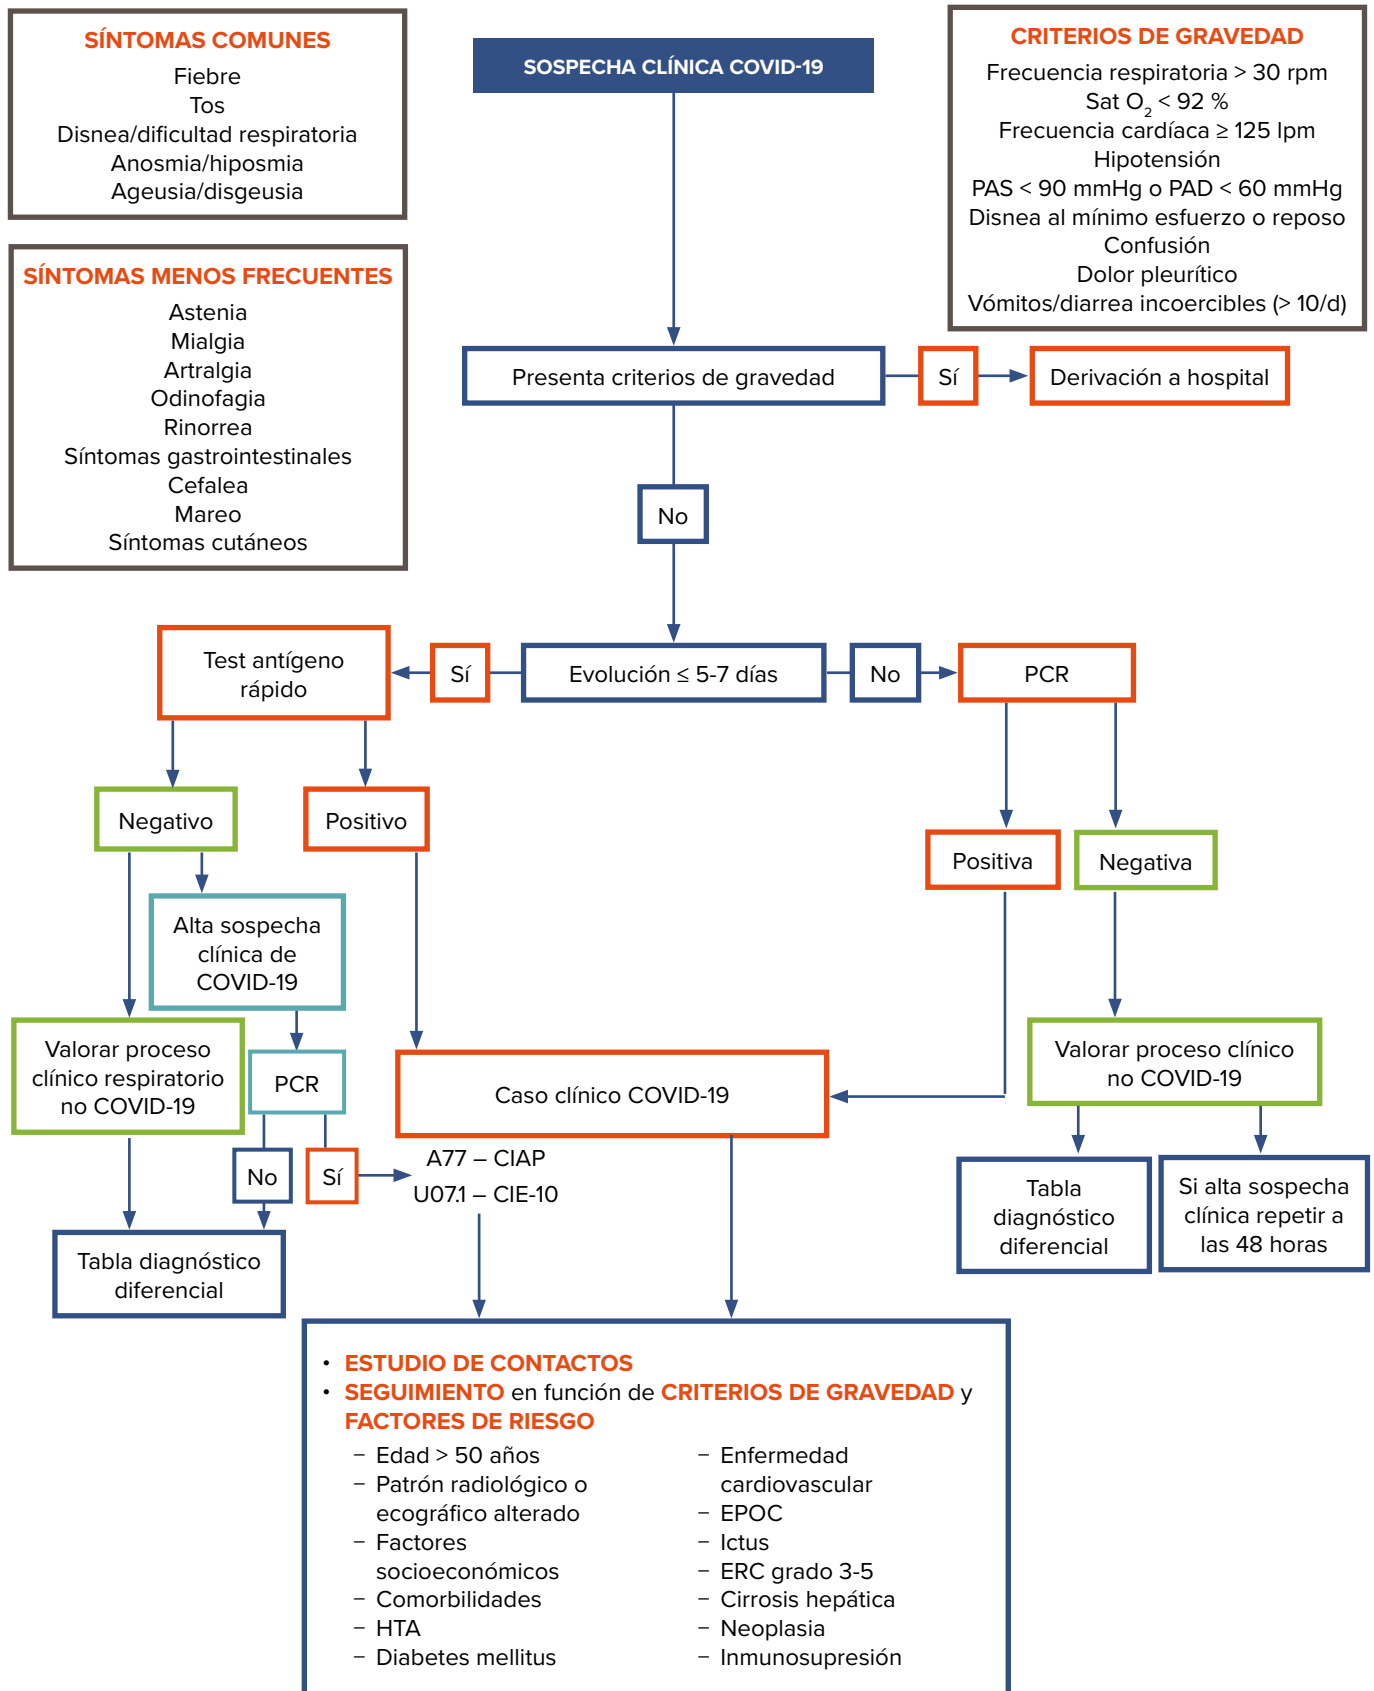 SÍNTOMAS COMUNES
Fiebre
Tos
Disnea/dificultad respiratoria
Anosmia/hiposmia
Ageusia/disgeusia
SÍNTOMAS MENOS FRECUENTES
Astenia
Mialgia
Artralgia
Odinofagia
Rinorrea
Síntomas gastrointestinales
Cefalea
Mareo
Síntomas cutáneos
SOSPECHA CLÍNICA COVID-19
CRITERIOS DE GRAVEDAD
Frecuencia respiratoria > 30 rpm
Sat O₂ < 92 %
Frecuencia cardíaca ≥ 125 lpm
Hipotensión
PAS < 90 mmHg o PAD < 60 mmHg
Disnea al mínimo esfuerzo o reposo
Confusión
Dolor pleurítico
Vómitos/diarrea incoercibles (> 10/d)
Presenta criterios de gravedad
Sí
Derivación a hospital
No
Evolución ≤ 5-7 días
Sí
Test antígeno
rápido
No
PCR
Negativo
Positivo
Positiva
Negativa
Alta sospecha
clínica de
COVID-19
Valorar proceso
clínico respiratorio
no COVID-19
PCR
Caso clínico COVID-19
Valorar proceso clínico
no COVID-19
No
Sí
A77 – CIAP
U07.1 – CIE-10
Tabla diagnóstico
diferencial
Tabla
diagnóstico
diferencial
Si alta sospecha
clínica repetir a
las 48 horas
• ESTUDIO DE CONTACTOS
• SEGUIMIENTO en función de CRITERIOS DE GRAVEDAD y
FACTORES DE RIESGO
– Edad > 50 años
– Patrón radiológico o
ecográfico alterado
– Factores
socioeconómicos
– Comorbilidades
– HTA
– Diabetes mellitus
– Enfermedad
cardiovascular
– EPOC
– Ictus
– ERC grado 3-5
– Cirrosis hepática
– Neoplasia
– Inmunosupresión